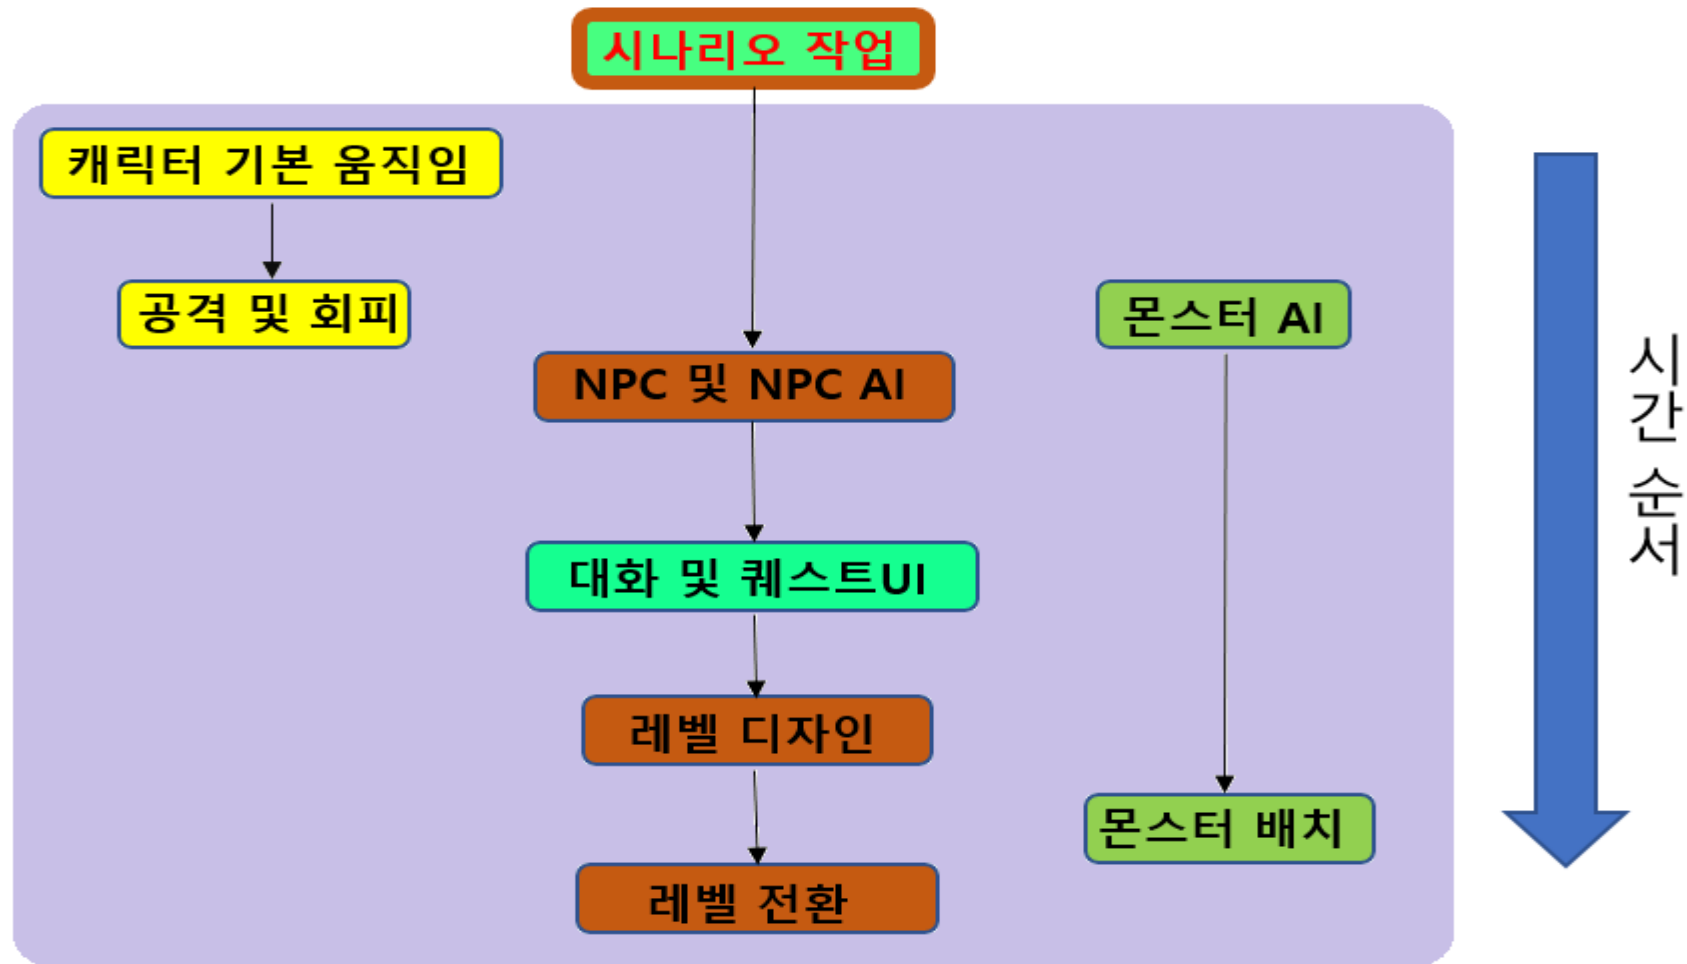 시나리오 작업
캐릭터 기본 움직임
공격 및 회피
몬스터 AI
NPC 및 NPC AI
대화 및 퀘스트UI
레벨 디자인
몬스터 배치
레벨 전환
시간 순서